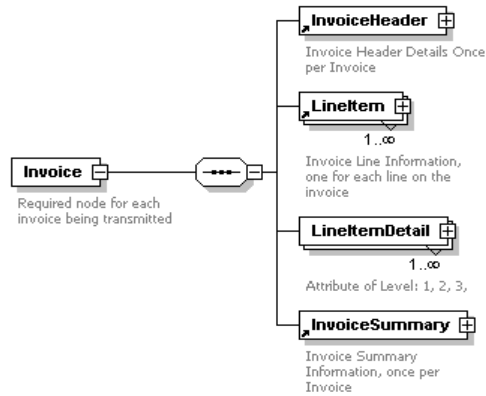 InvoiceHeader
Invoice Header Details Once
per Invoice
LineItem
1..∞
Invoice Line Information,
one for each line on the
invoice
Invoice
Required node for each
invoice being transmitted
LineItemDetail
1..∞
Attribute of Level: 1, 2, 3,
InvoiceSummary
Invoice Summary
Information, once per
Invoice